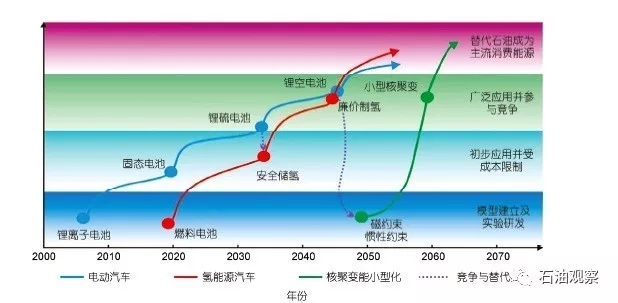 替代石油成为
主流消费能源
锂空电池
小型核聚变
廉价制氢
广泛应用并参
与竞争
锂硫电池
固态电池
安全储氢
初步应用并受
成本限制
锂离子电池
燃料电池
磁约束
惯性约束
模型建立及
实验研发
2000 2010 2020 2030 2040 2050 2060 2070
电动汽车 氢能源汽车 核聚变能小型化 竞争与替代
年份
石油观察